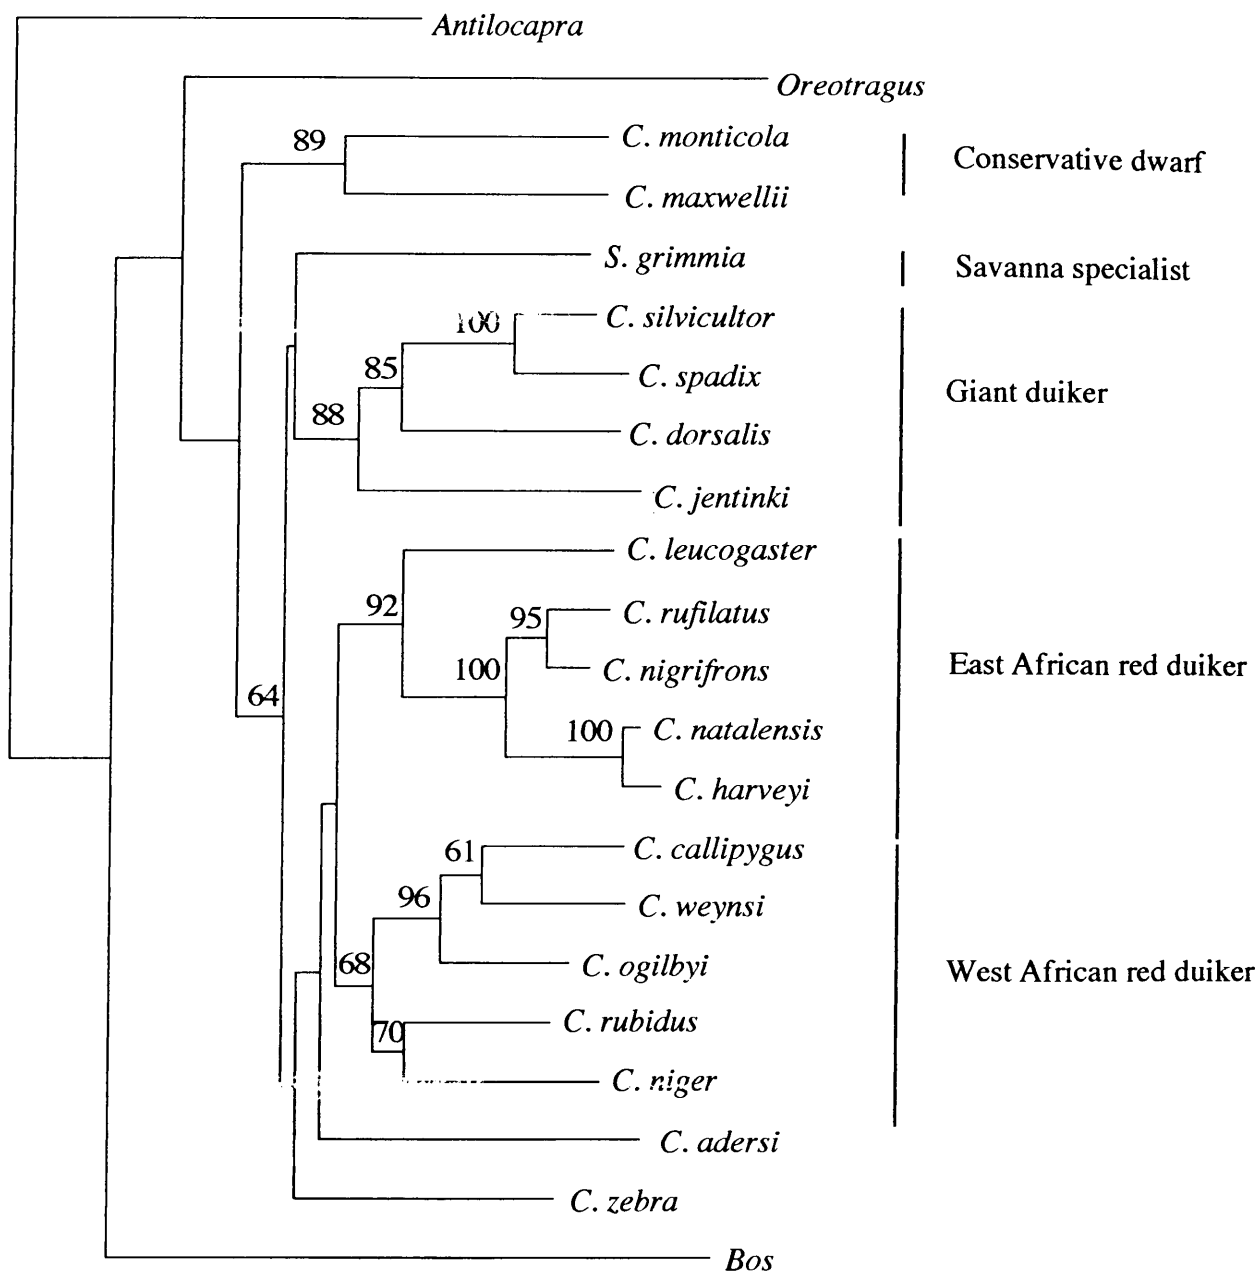 Antilocapra
Oreotragus
89
C. monticola
Conservative dwarf
C. maxwellii
S. grimmia
Savanna specialist
100
C. silvicultor
85
C. spadix
Giant duiker
88
C. dorsalis
C. jentinki
C. leucogaster
92
95
C. rufilatus
100
C. nigrifrons
East African red duiker
64
100
C. natalensis
C. harveyi
61
C. callipygus
96
C. weynsi
68
C. ogilbyi
West African red duiker
70
C. rubidus
C. niger
C. adersi
C. zebra
Bos